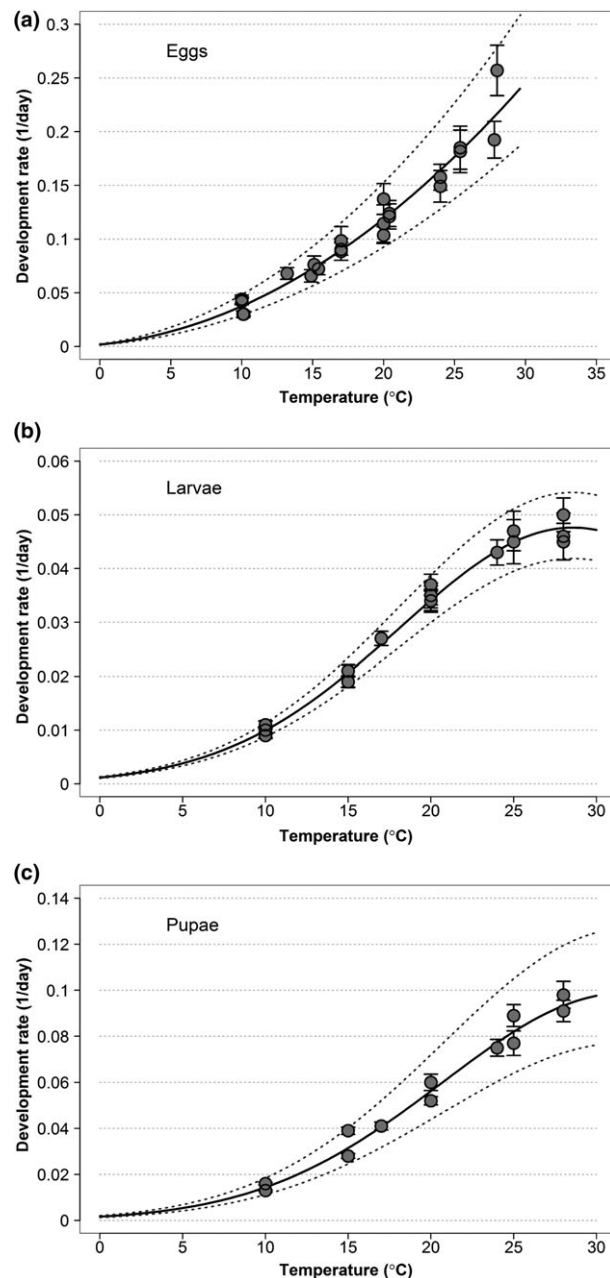 (a)
Eggs
Development rate (1/day)
0.3
0.25
0.2
0.15
0.1
0.05
0
0 5 10 15 20 25 30 35
Temperature (°C)
(b)
Larvae
Development rate (1/day)
0.06
0.05
0.04
0.03
0.02
0.01
0
0 5 10 15 20 25 30
Temperature (°C)
(c)
Pupae
Development rate (1/day)
0.14
0.12
0.1
0.08
0.06
0.04
0.02
0
0 5 10 15 20 25 30
Temperature (°C)